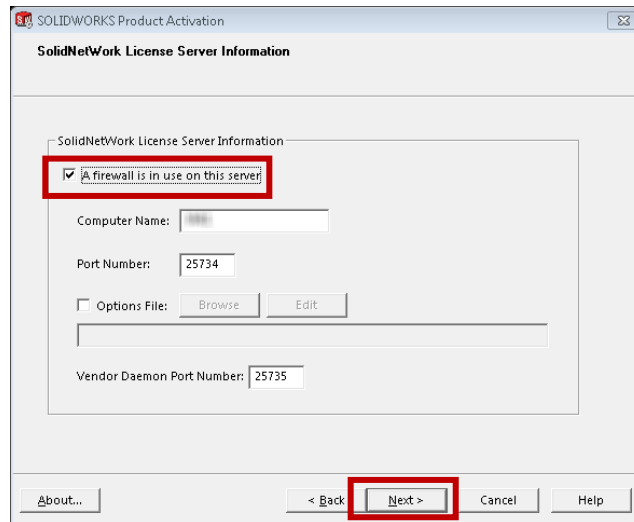 SOLIDWORKS Product Activation
SolidNetWork License Server Information
SolidNetWork License Server Information
A firewall is in use on this server
Computer Name:
Port Number: 25734
Options File: Browse Edit
Vendor Daemon Port Number: 25735
About... < Back Next > Cancel Help